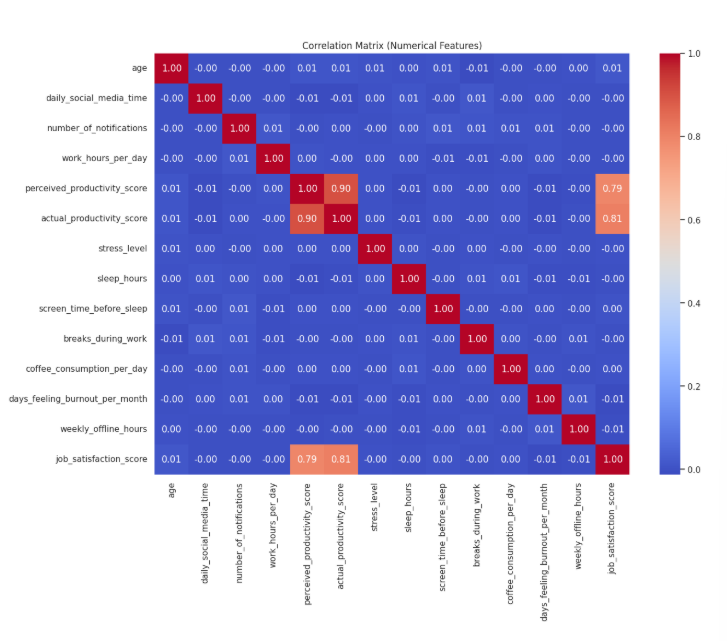 Correlation Matrix (Numerical Features)
age 1.00 -0.00 -0.00 -0.00 0.01 0.01 0.01 0.00 0.01 -0.01 -0.00 -0.00 0.00 0.01
daily_social_media_time -0.00 1.00 -0.00 -0.00 -0.01 -0.01 0.00 0.01 -0.00 0.01 0.00 0.00 -0.00 -0.00
number_of_notifications -0.00 -0.00 1.00 0.01 -0.00 0.00 -0.00 0.00 0.01 0.01 0.01 0.01 -0.00 -0.00
work_hours_per_day -0.00 -0.00 0.01 1.00 0.00 -0.00 0.00 0.00 -0.01 -0.01 -0.00 0.00 -0.00 -0.00
perceived_productivity_score 0.01 -0.01 -0.00 0.00 1.00 0.90 0.00 -0.01 0.00 -0.00 0.00 -0.01 -0.00 0.79
actual_productivity_score 0.01 -0.01 0.00 -0.00 0.90 1.00 0.00 -0.01 0.00 -0.00 0.00 -0.01 -0.00 0.81
stress_level 0.01 0.00 -0.00 0.00 0.00 0.00 1.00 0.00 -0.00 0.00 -0.00 0.00 -0.00 -0.00
sleep_hours 0.00 0.01 0.00 0.00 -0.01 -0.01 0.00 1.00 -0.00 0.01 0.01 -0.01 -0.00 -0.00
screen_time_before_sleep 0.01 -0.00 0.01 -0.01 0.00 0.00 -0.00 -0.00 1.00 -0.00 -0.00 0.00 -0.00 0.00
breaks_during_work -0.01 0.01 0.01 -0.01 -0.00 -0.00 0.00 0.01 -0.00 1.00 0.00 -0.00 0.01 -0.00
coffee_consumption_per_day -0.00 0.00 0.01 -0.00 0.00 0.00 -0.00 0.01 -0.00 0.00 1.00 0.00 -0.00 0.00
days_feeling_burnout_per_month -0.00 0.00 0.01 0.00 -0.01 -0.01 0.00 -0.01 0.00 -0.00 0.00 1.00 0.01 -0.01
weekly_offline_hours 0.00 -0.00 -0.00 -0.00 -0.00 -0.00 -0.00 -0.00 -0.00 0.01 -0.00 0.01 1.00 -0.01
job_satisfaction_score 0.01 -0.00 -0.00 -0.00 0.79 0.81 -0.00 -0.00 0.00 -0.00 0.00 -0.01 -0.01 1.00
age
daily_social_media_time
number_of_notifications
work_hours_per_day
perceived_productivity_score
actual_productivity_score
stress_level
sleep_hours
screen_time_before_sleep
breaks_during_work
coffee_consumption_per_day
days_feeling_burnout_per_month
weekly_offline_hours
job_satisfaction_score
1.0
0.8
0.6
0.4
0.2
0.0